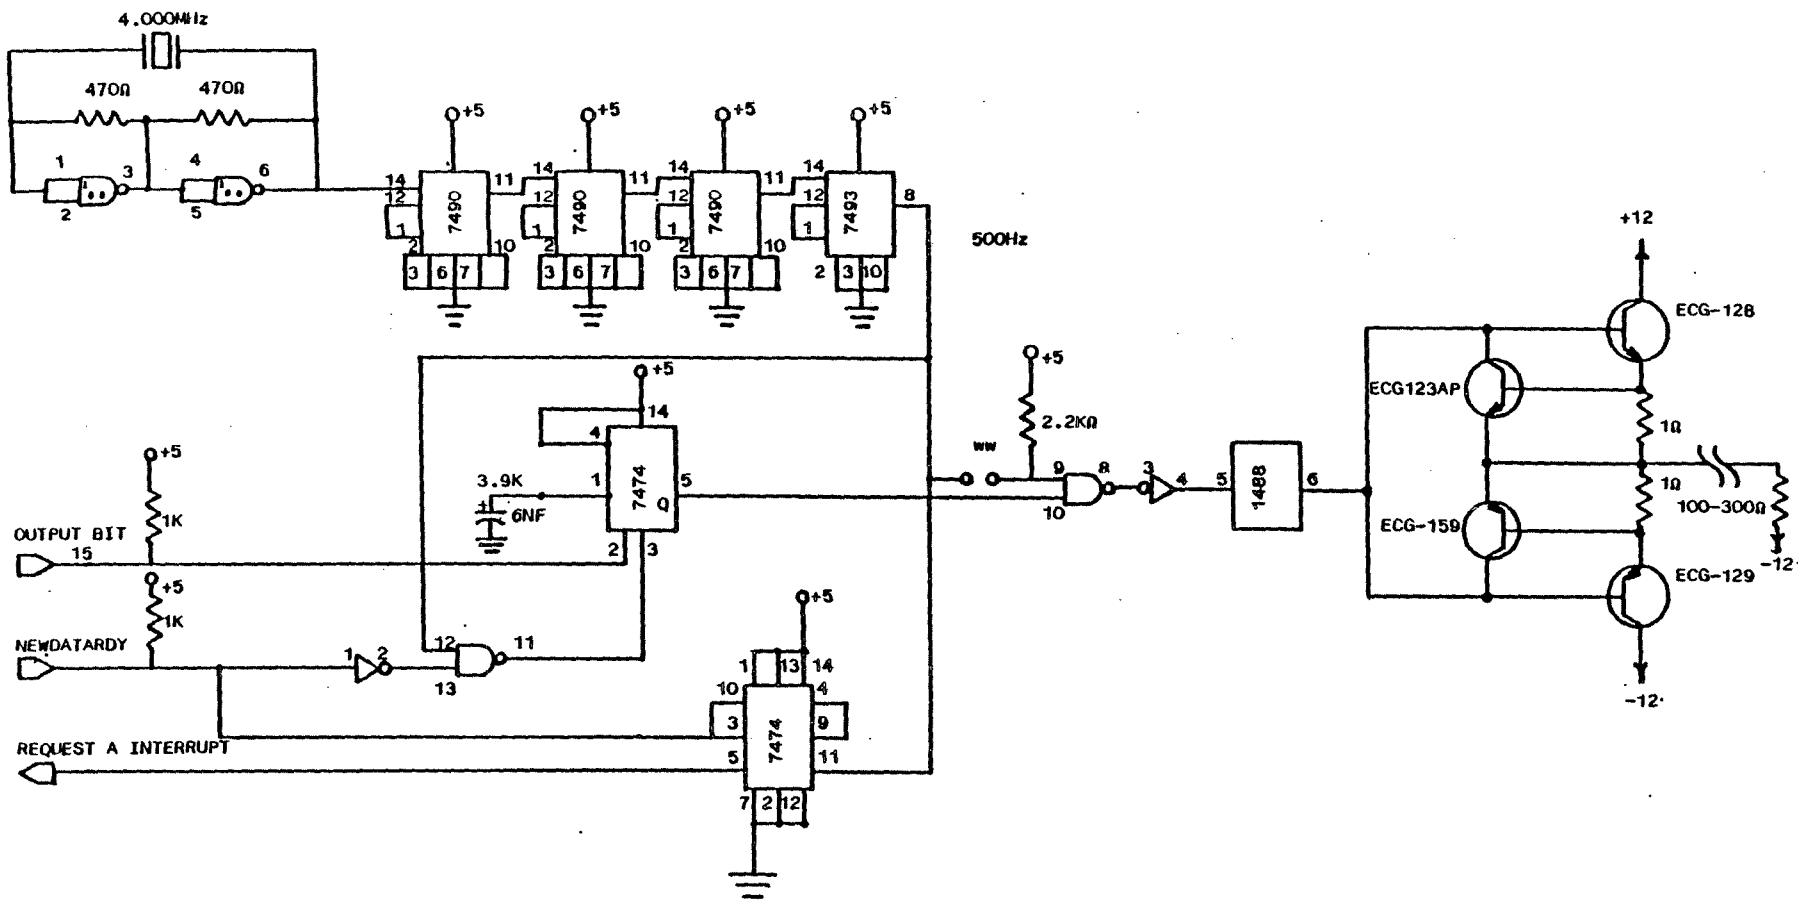 4.000MHz
470Ω 470Ω
1 3 4 6
2 5
+5 +5 +5 +5
14 11 14 11 14 11 14 8
12 12 12 12
7490 7490 7490 7493
1 1 1 1
2 10 2 10 2 10
3 6 7 3 6 7 3 6 7 2 3 10
500Hz
+5
14
4
1 7474 5
Q
3.9K
+
6NF
2 3
+5
1K
OUTPUT BIT
15
+5
1K
NEWDATARDY
1 2 12 11
13
REQUEST A INTERRUPT
+5
1 13 14
10 4
3 9
7474
5 11
7 2 12
+5
2.2KΩ
WW
9 8 3 4 5 1488 6
10
+12
ECG-128
ECG123AP
1Ω
1Ω
100-300Ω
-12
ECG-159
ECG-129
-12